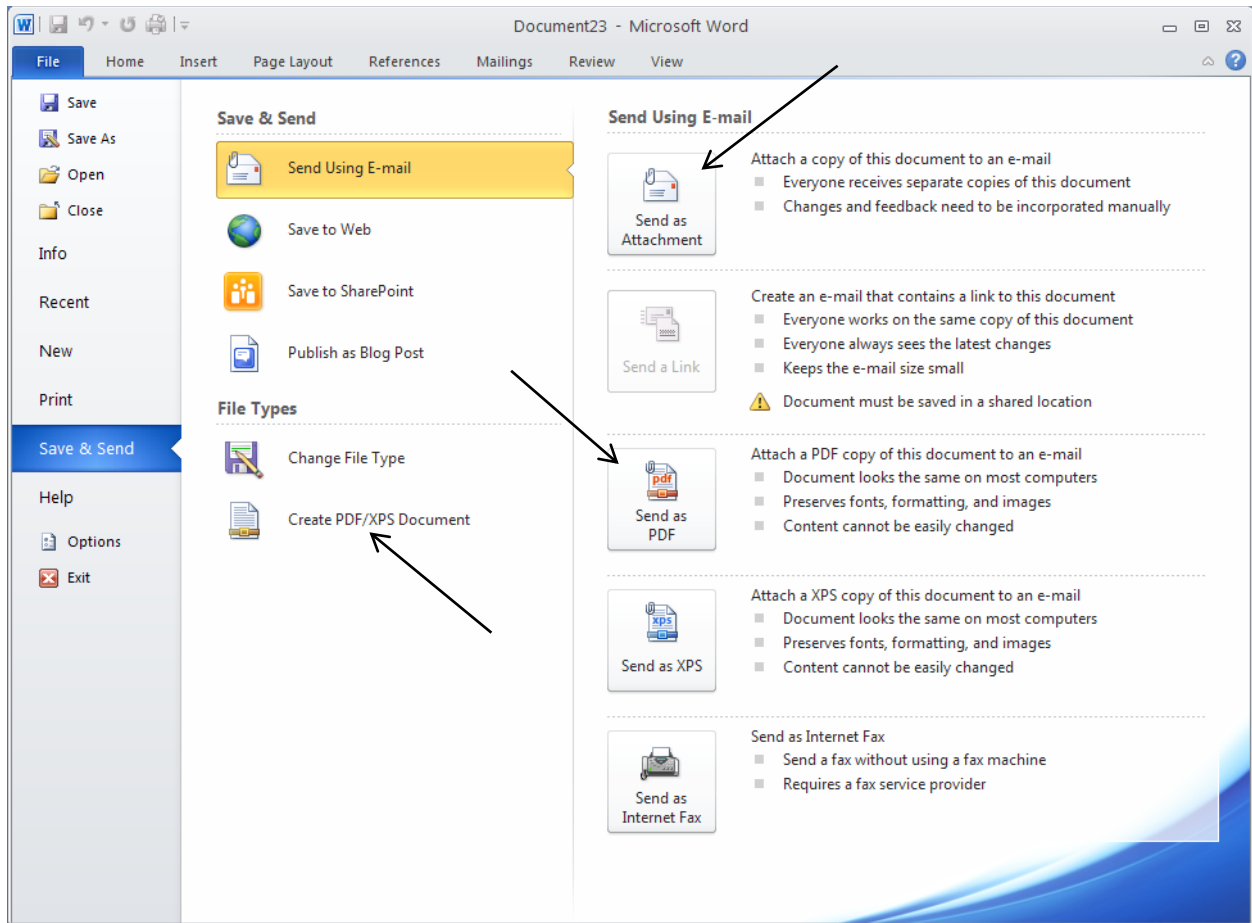 Document23 - Microsoft Word
File Home Insert Page Layout References Mailings Review View
Save
Save As
Open
Close
Info
Recent
New
Print
Save & Send
Help
Options
Exit
Save & Send
Send Using E-mail
Save to Web
Save to SharePoint
Publish as Blog Post
File Types
Change File Type
Create PDF/XPS Document
Send Using E-mail
Send as
Attachment
Attach a copy of this document to an e-mail
Everyone receives separate copies of this document
Changes and feedback need to be incorporated manually
Send a Link
Create an e-mail that contains a link to this document
Everyone works on the same copy of this document
Everyone always sees the latest changes
Keeps the e-mail size small
Document must be saved in a shared location
pdf
Send as
PDF
Attach a PDF copy of this document to an e-mail
Document looks the same on most computers
Preserves fonts, formatting, and images
Content cannot be easily changed
xps
Send as XPS
Attach a XPS copy of this document to an e-mail
Document looks the same on most computers
Preserves fonts, formatting, and images
Content cannot be easily changed
Send as
Internet Fax
Send as Internet Fax
Send a fax without using a fax machine
Requires a fax service provider